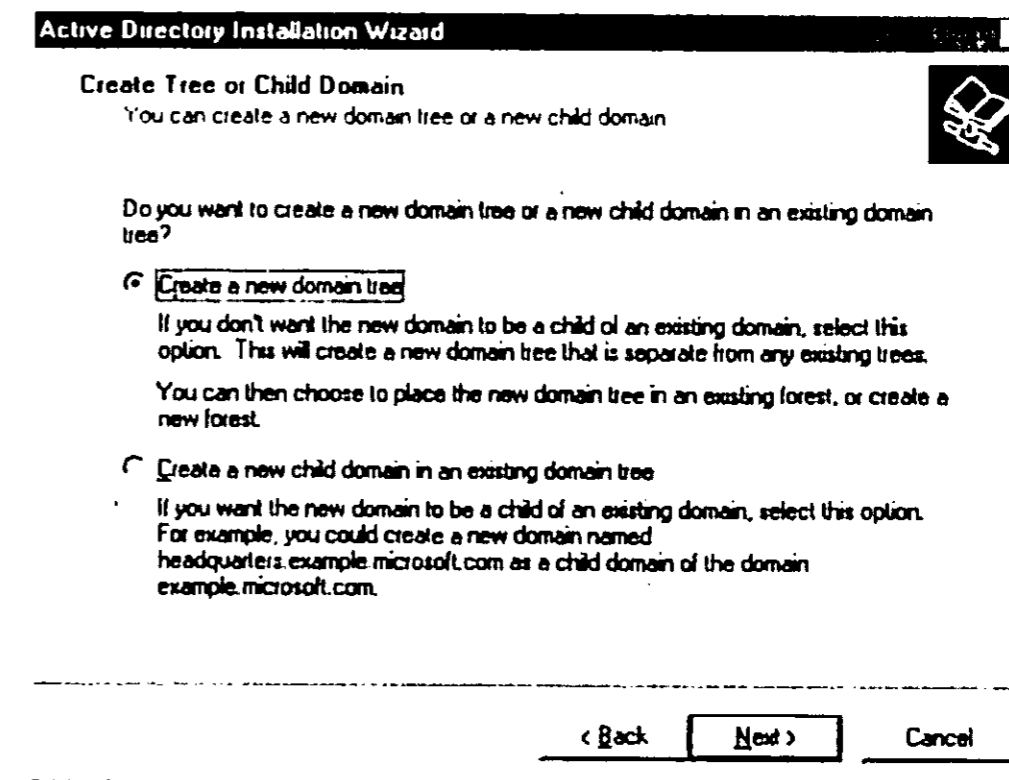 Active Directory Installation Wizard
Create Tree or Child Domain
You can create a new domain tree or a new child domain
Do you want to create a new domain tree or a new child domain in an existing domain
tree?
Create a new domain tree
If you don't want the new domain to be a child of an existing domain, select this
option. This will create a new domain tree that is separate from any existing trees.
You can then choose to place the new domain tree in an existing forest, or create a
new forest.
Create a new child domain in an existing domain tree
If you want the new domain to be a child of an existing domain, select this option.
For example, you could create a new domain named
headquarters.example.microsoft.com as a child domain of the domain
example.microsoft.com.
< Back
Next >
Cancel